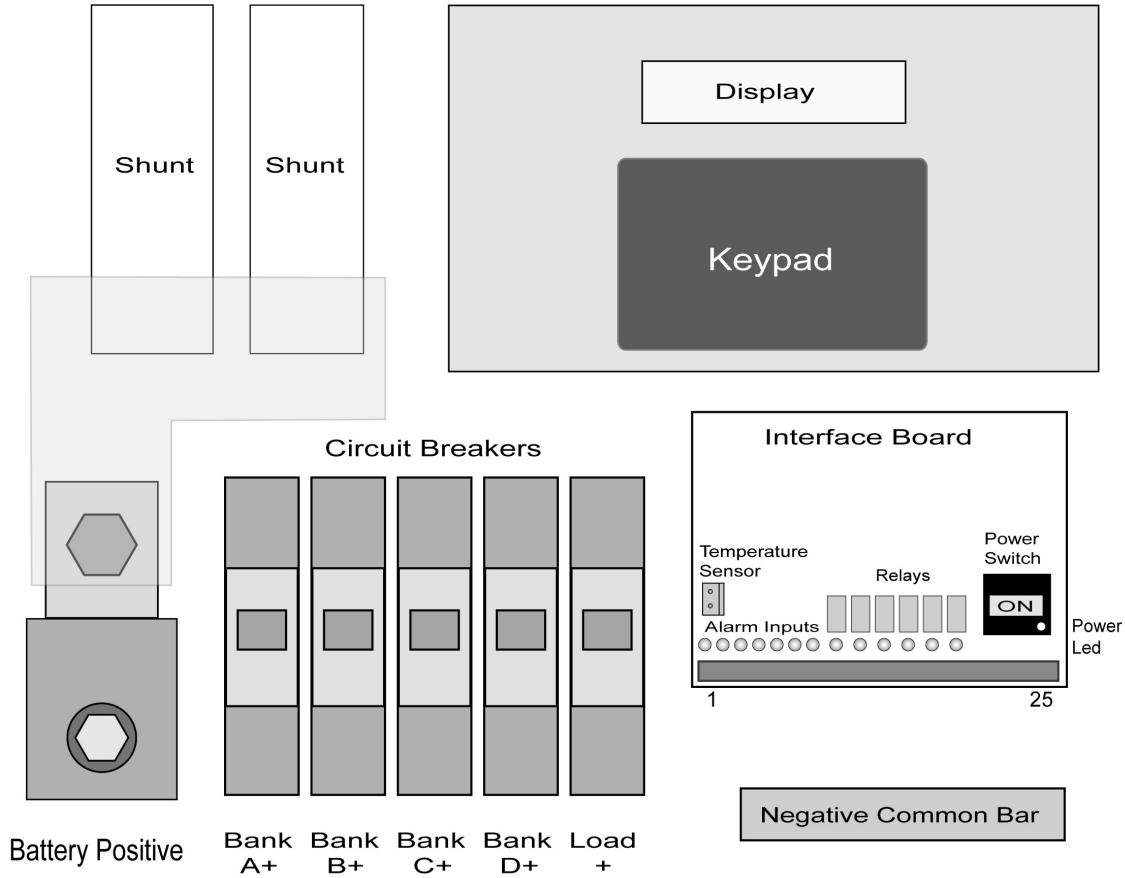 Shunt
Shunt
Display
Keypad
Circuit Breakers
Interface Board
Temperature
Sensor
Power
Switch
Relays
ON
Alarm Inputs
Power
Led
1
25
Negative Common Bar
Battery Positive
Bank
A+
Bank
B+
Bank
C+
Bank
D+
Load
+